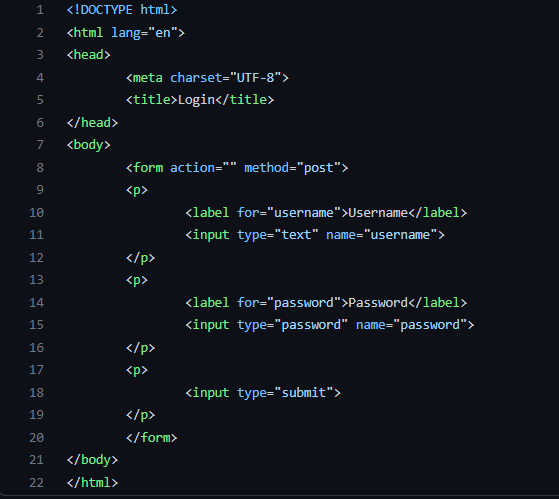 1 <!DOCTYPE html>
2 <html lang="en">
3 <head>
4 <meta charset="UTF-8">
5 <title>Login</title>
6 </head>
7 <body>
8 <form action="" method="post">
9 <p>
10 <label for="username">Username</label>
11 <input type="text" name="username">
12 </p>
13 <p>
14 <label for="password">Password</label>
15 <input type="password" name="password">
16 </p>
17 <p>
18 <input type="submit">
19 </p>
20 </form>
21 </body>
22 </html>